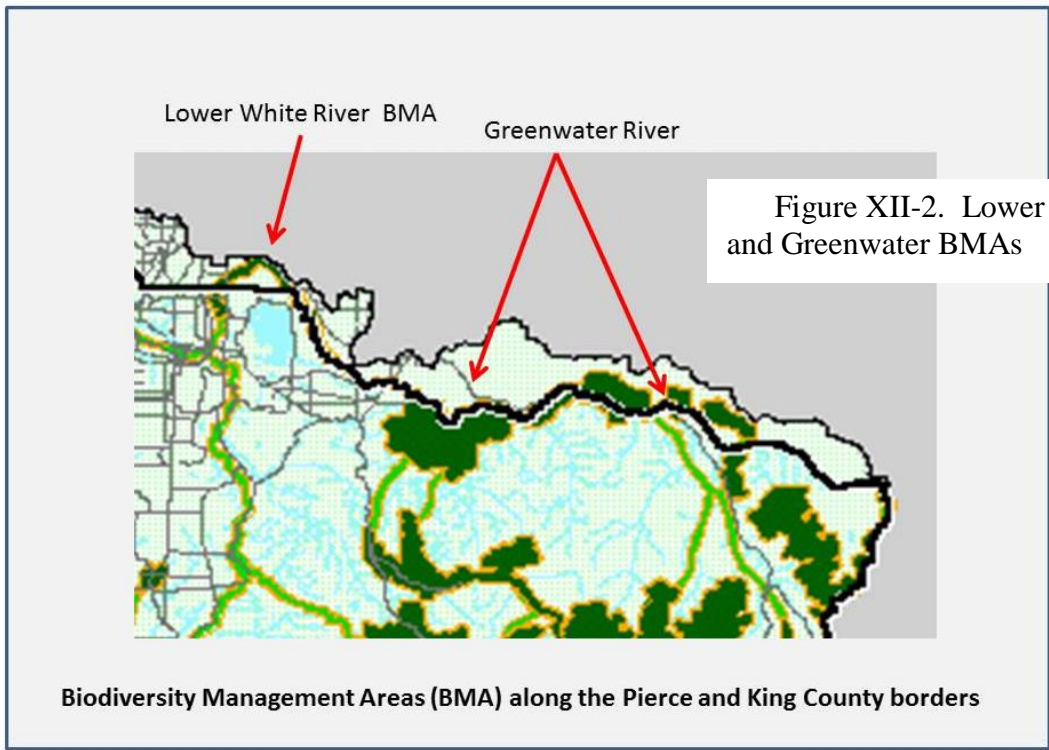 Lower White River BMA
Greenwater River
Figure XII-2. Lower
and Greenwater BMAs
Biodiversity Management Areas (BMA) along the Pierce and King County borders